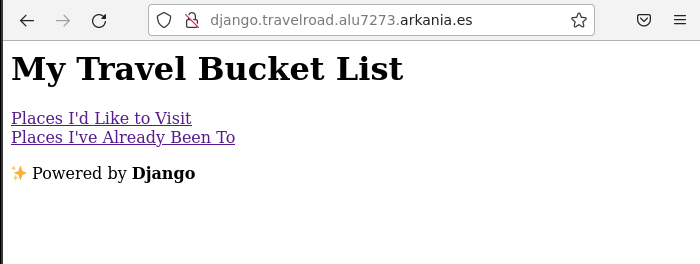 django.travelroad.alu7273.arkania.es
My Travel Bucket List
Places I'd Like to Visit
Places I've Already Been To
✨ Powered by Django